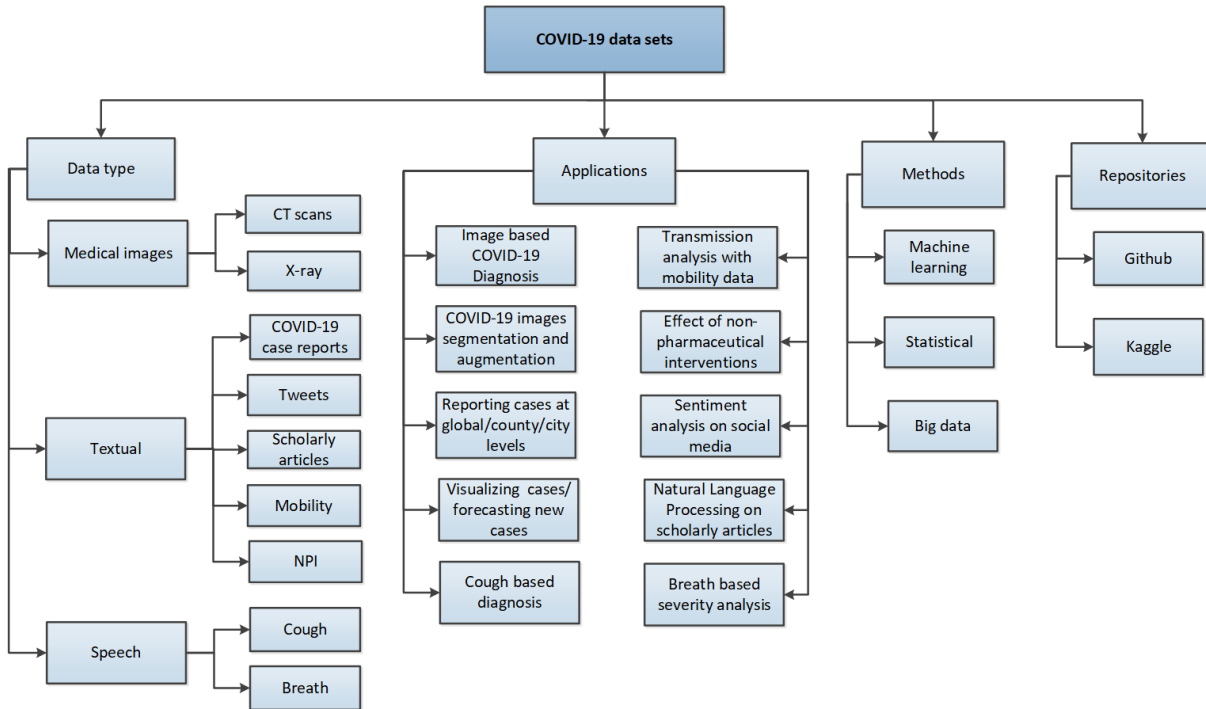 COVID-19 data sets
Data type
Medical images
CT scans
X-ray
Textual
COVID-19
case reports
Tweets
Scholarly
articles
Mobility
NPI
Speech
Cough
Breath
Applications
Image based
COVID-19
Diagnosis
COVID-19 images
segmentation and
augmentation
Reporting cases at
global/county/city
levels
Visualizing cases/
forecasting new
cases
Cough based
diagnosis
Transmission
analysis with
mobility data
Effect of non-
pharmaceutical
interventions
Sentiment
analysis on social
media
Natural Language
Processing on
scholarly articles
Breath based
severity analysis
Methods
Machine
learning
Statistical
Big data
Repositories
Github
Kaggle